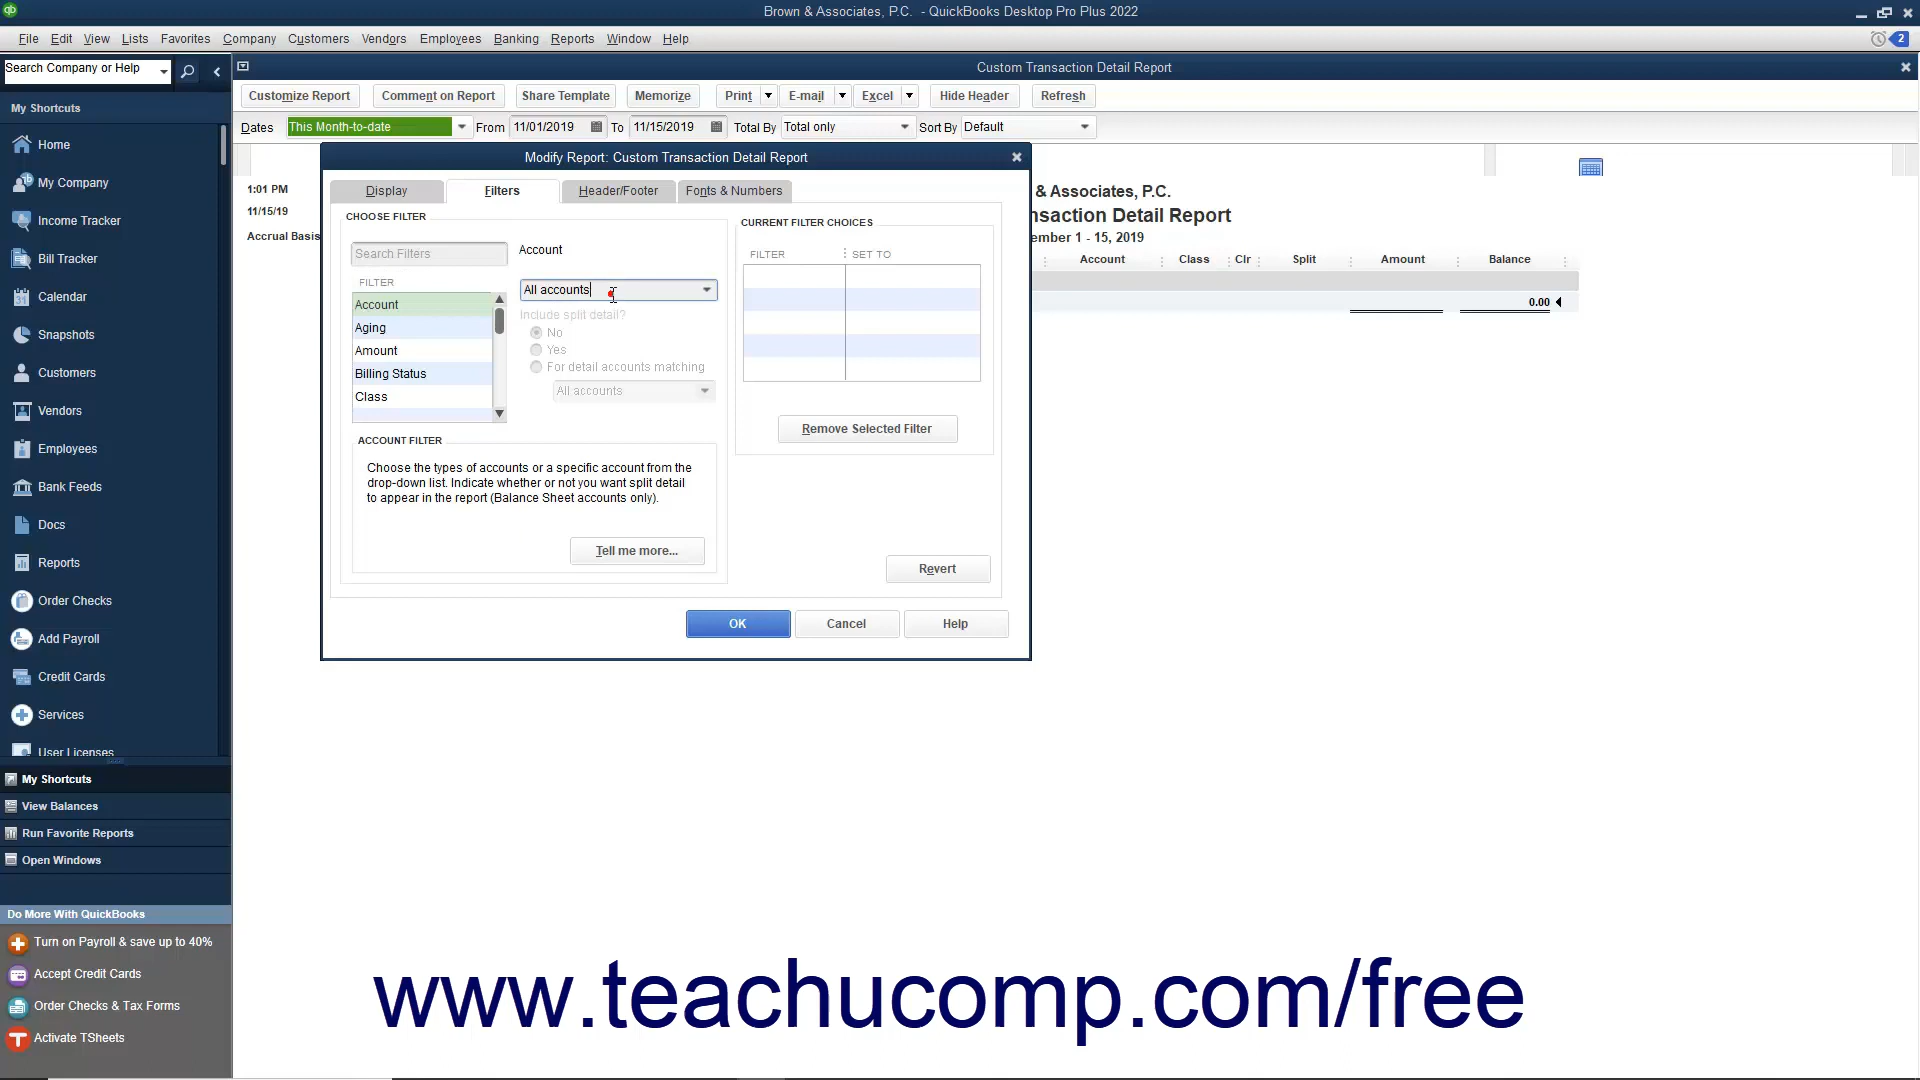 Brown & Associates, P.C. - QuickBooks Desktop Pro Plus 2022
File Edit View Lists Favorites Company Customers Vendors Employees Banking Reports Window Help
2
Search Company or Help
Custom Transaction Detail Report
My Shortcuts
Home
My Company
Income Tracker
Bill Tracker
Calendar
31
Snapshots
Customers
Vendors
Employees
Bank Feeds
Docs
Reports
Order Checks
Add Payroll
Credit Cards
Services
User Licenses
My Shortcuts
View Balances
Run Favorite Reports
Open Windows
Do More With QuickBooks
Turn on Payroll & save up to 40%
Accept Credit Cards
Order Checks & Tax Forms
Activate TSheets
Customize Report Comment on Report Share Template Memorize Print E-mail Excel Hide Header Refresh
Dates This Month-to-date From 11/01/2019 To 11/15/2019 Total By Total only Sort By Default
1:01 PM
11/15/19
Accrual Basis
& Associates, P.C.
nsaction Detail Report
ember 1 - 15, 2019
Account Class Clr Split Amount Balance
0.00
Modify Report: Custom Transaction Detail Report
Display Filters Header/Footer Fonts & Numbers
CHOOSE FILTER
Search Filters
FILTER
Account
Aging
Amount
Billing Status
Class
Account
All accounts
Include split detail?
No
Yes
For detail accounts matching
All accounts
ACCOUNT FILTER
Choose the types of accounts or a specific account from the
drop-down list. Indicate whether or not you want split detail
to appear in the report (Balance Sheet accounts only).
Tell me more...
CURRENT FILTER CHOICES
FILTER SET TO
Remove Selected Filter
Revert
OK Cancel Help
www.teachucomp.com/free